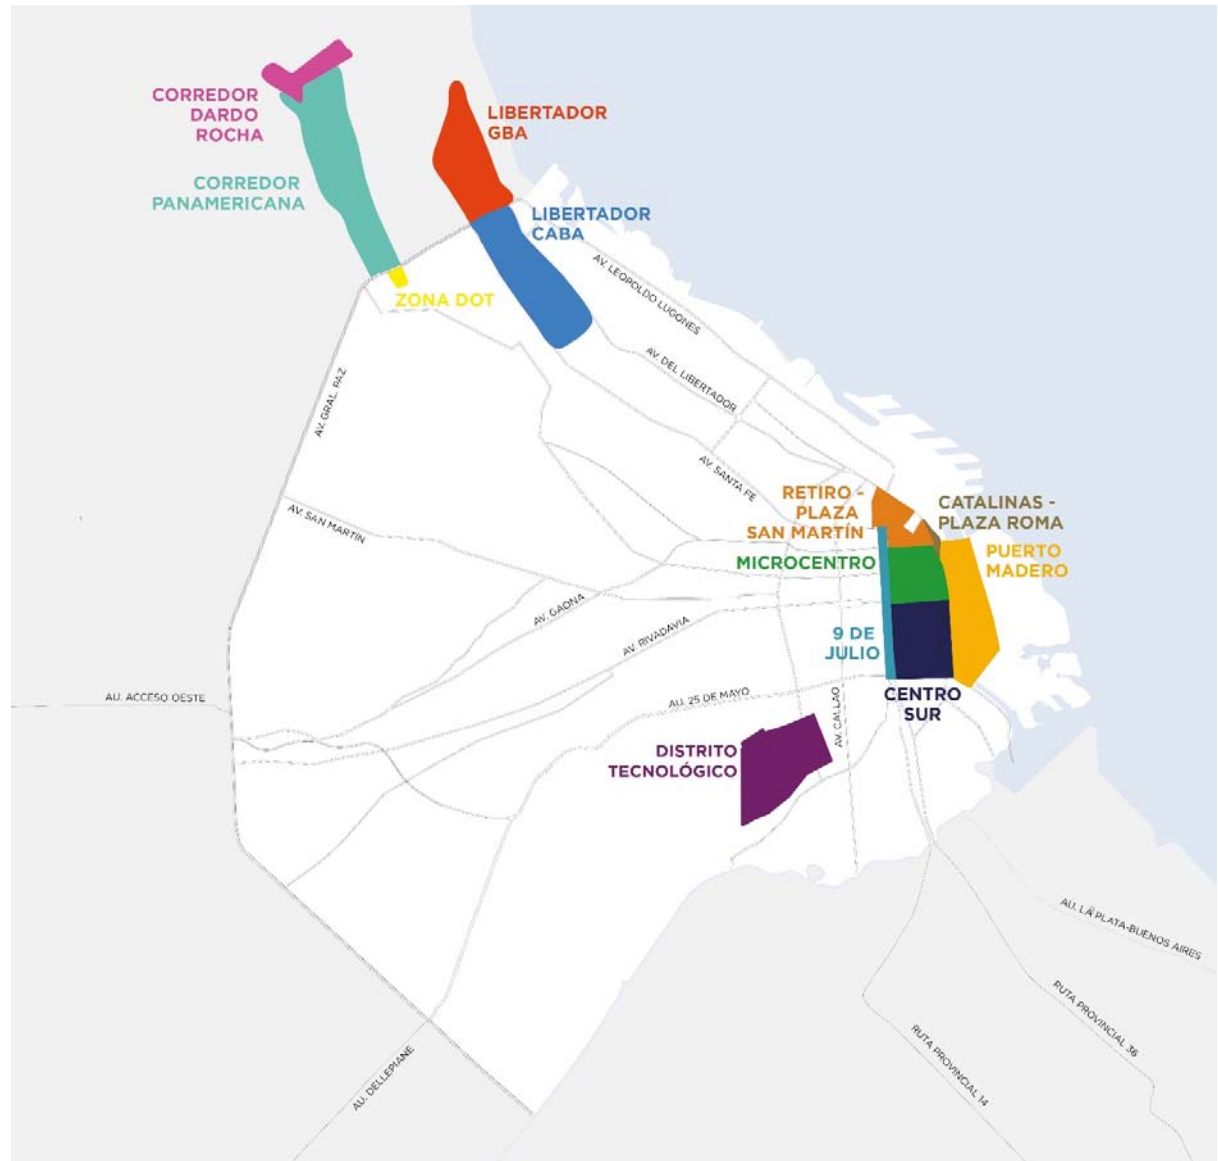 CORREDOR
DARDO
ROCHA
LIBERTADOR
GBA
CORREDOR
PANAMERICANA
LIBERTADOR
CABA
ZONA DOT
AV. LEOPOLDO LUGONES
AV. DEL LIBERTADOR
AV. GRAL. PAZ
AV. SANTA FE
RETIRO -
PLAZA
SAN MARTÍN
CATALINAS -
PLAZA ROMA
AV. SAN MARTÍN
MICROCENTRO
PUERTO
MADERO
AV. GAONA
AV. RIVADAVIA
9 DE
JULIO
AU. ACCESO OESTE
AU. 25 DE MAYO
CENTRO
SUR
AV. CALLAO
DISTRITO
TECNOLÓGICO
AU. LA PLATA-BUENOS AIRES
RUTA PROVINCIAL 36
RUTA PROVINCIAL 14
AU. DELLEPIANE